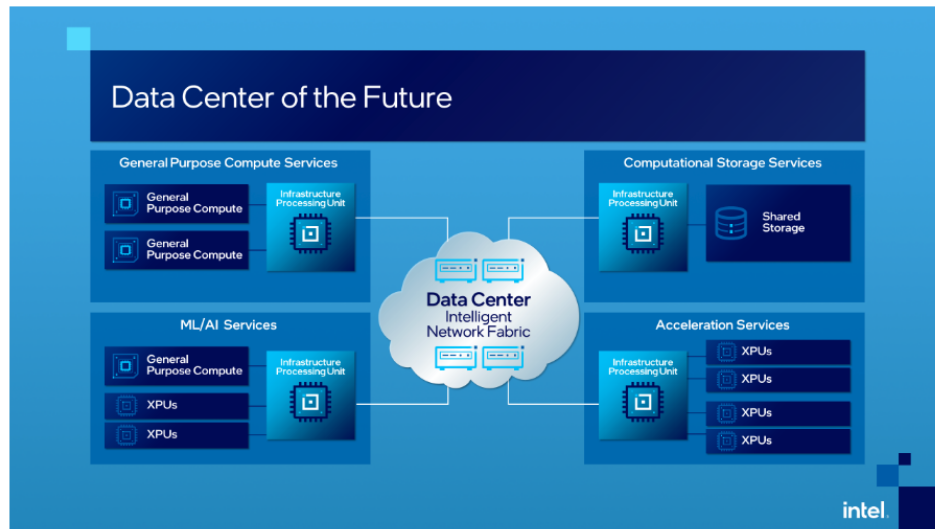 Data Center of the Future
General Purpose Compute Services
General
Purpose Compute
General
Purpose Compute
Infrastructure
Processing Unit
Computational Storage Services
Infrastructure
Processing Unit
Shared
Storage
Data Center
Intelligent
Network Fabric
ML/AI Services
General
Purpose Compute
XPUs
XPUs
Infrastructure
Processing Unit
Acceleration Services
Infrastructure
Processing Unit
XPUs
XPUs
XPUs
XPUs
intel.